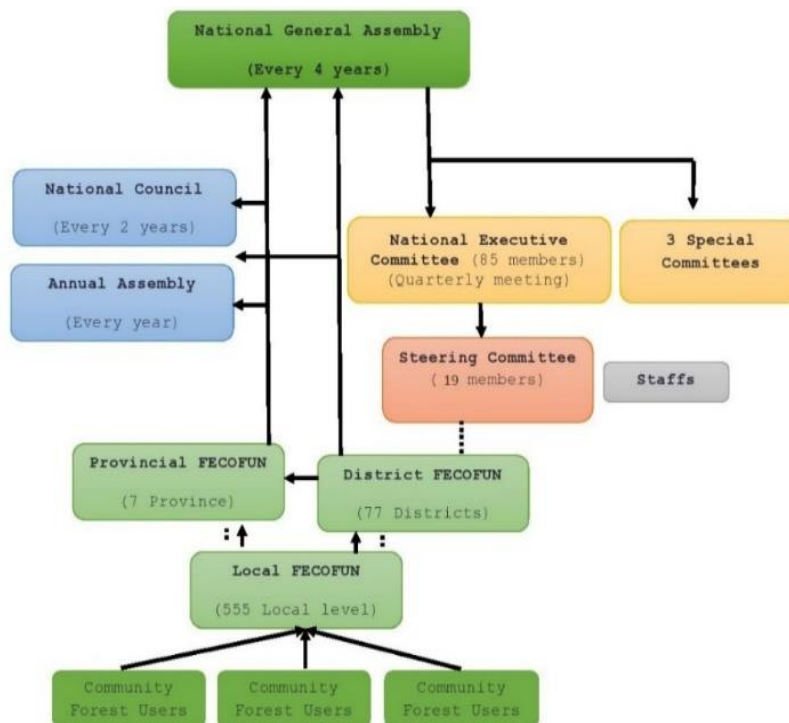 National General Assembly
(Every 4 years)
National Council
(Every 2 years)
National Executive
Committee (85 members)
(Quarterly meeting)
3 Special
Committees
Annual Assembly
(Every year)
Steering Committee
( 19 members)
Staffs
Provincial FECOFUN
(7 Province)
District FECOFUN
(77 Districts)
Local FECOFUN
(555 Local level)
Community
Forest Users
Community
Forest Users
Community
Forest Users